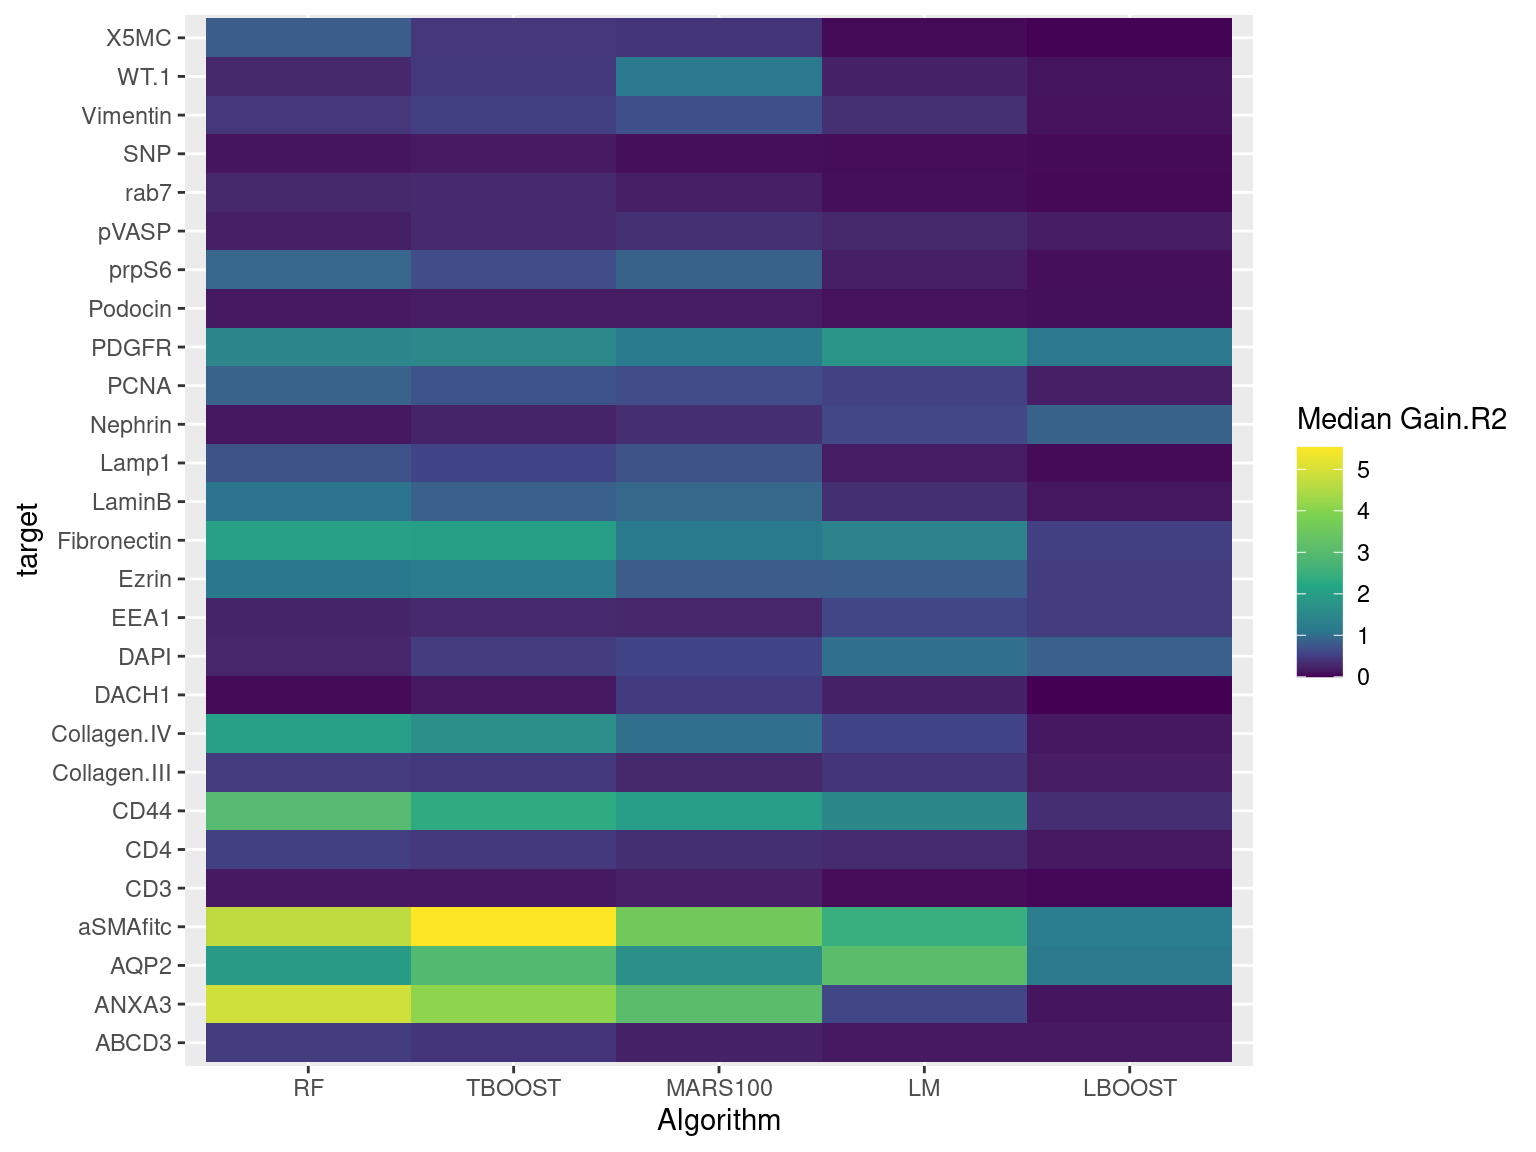 X5MC
WT.1
Vimentin
SNP
rab7
pVASP
prpS6
Podocin
PDGFR
PCNA
Nephrin
Lamp1
LaminB
Fibronectin
Ezrin
EEA1
DAPI
DACH1
Collagen.IV
Collagen.III
CD44
CD4
CD3
aSMAfitc
AQP2
ANXA3
ABCD3
target
RF TBOOST MARS100 LM LBOOST
Algorithm
Median Gain.R2
5
4
3
2
1
0